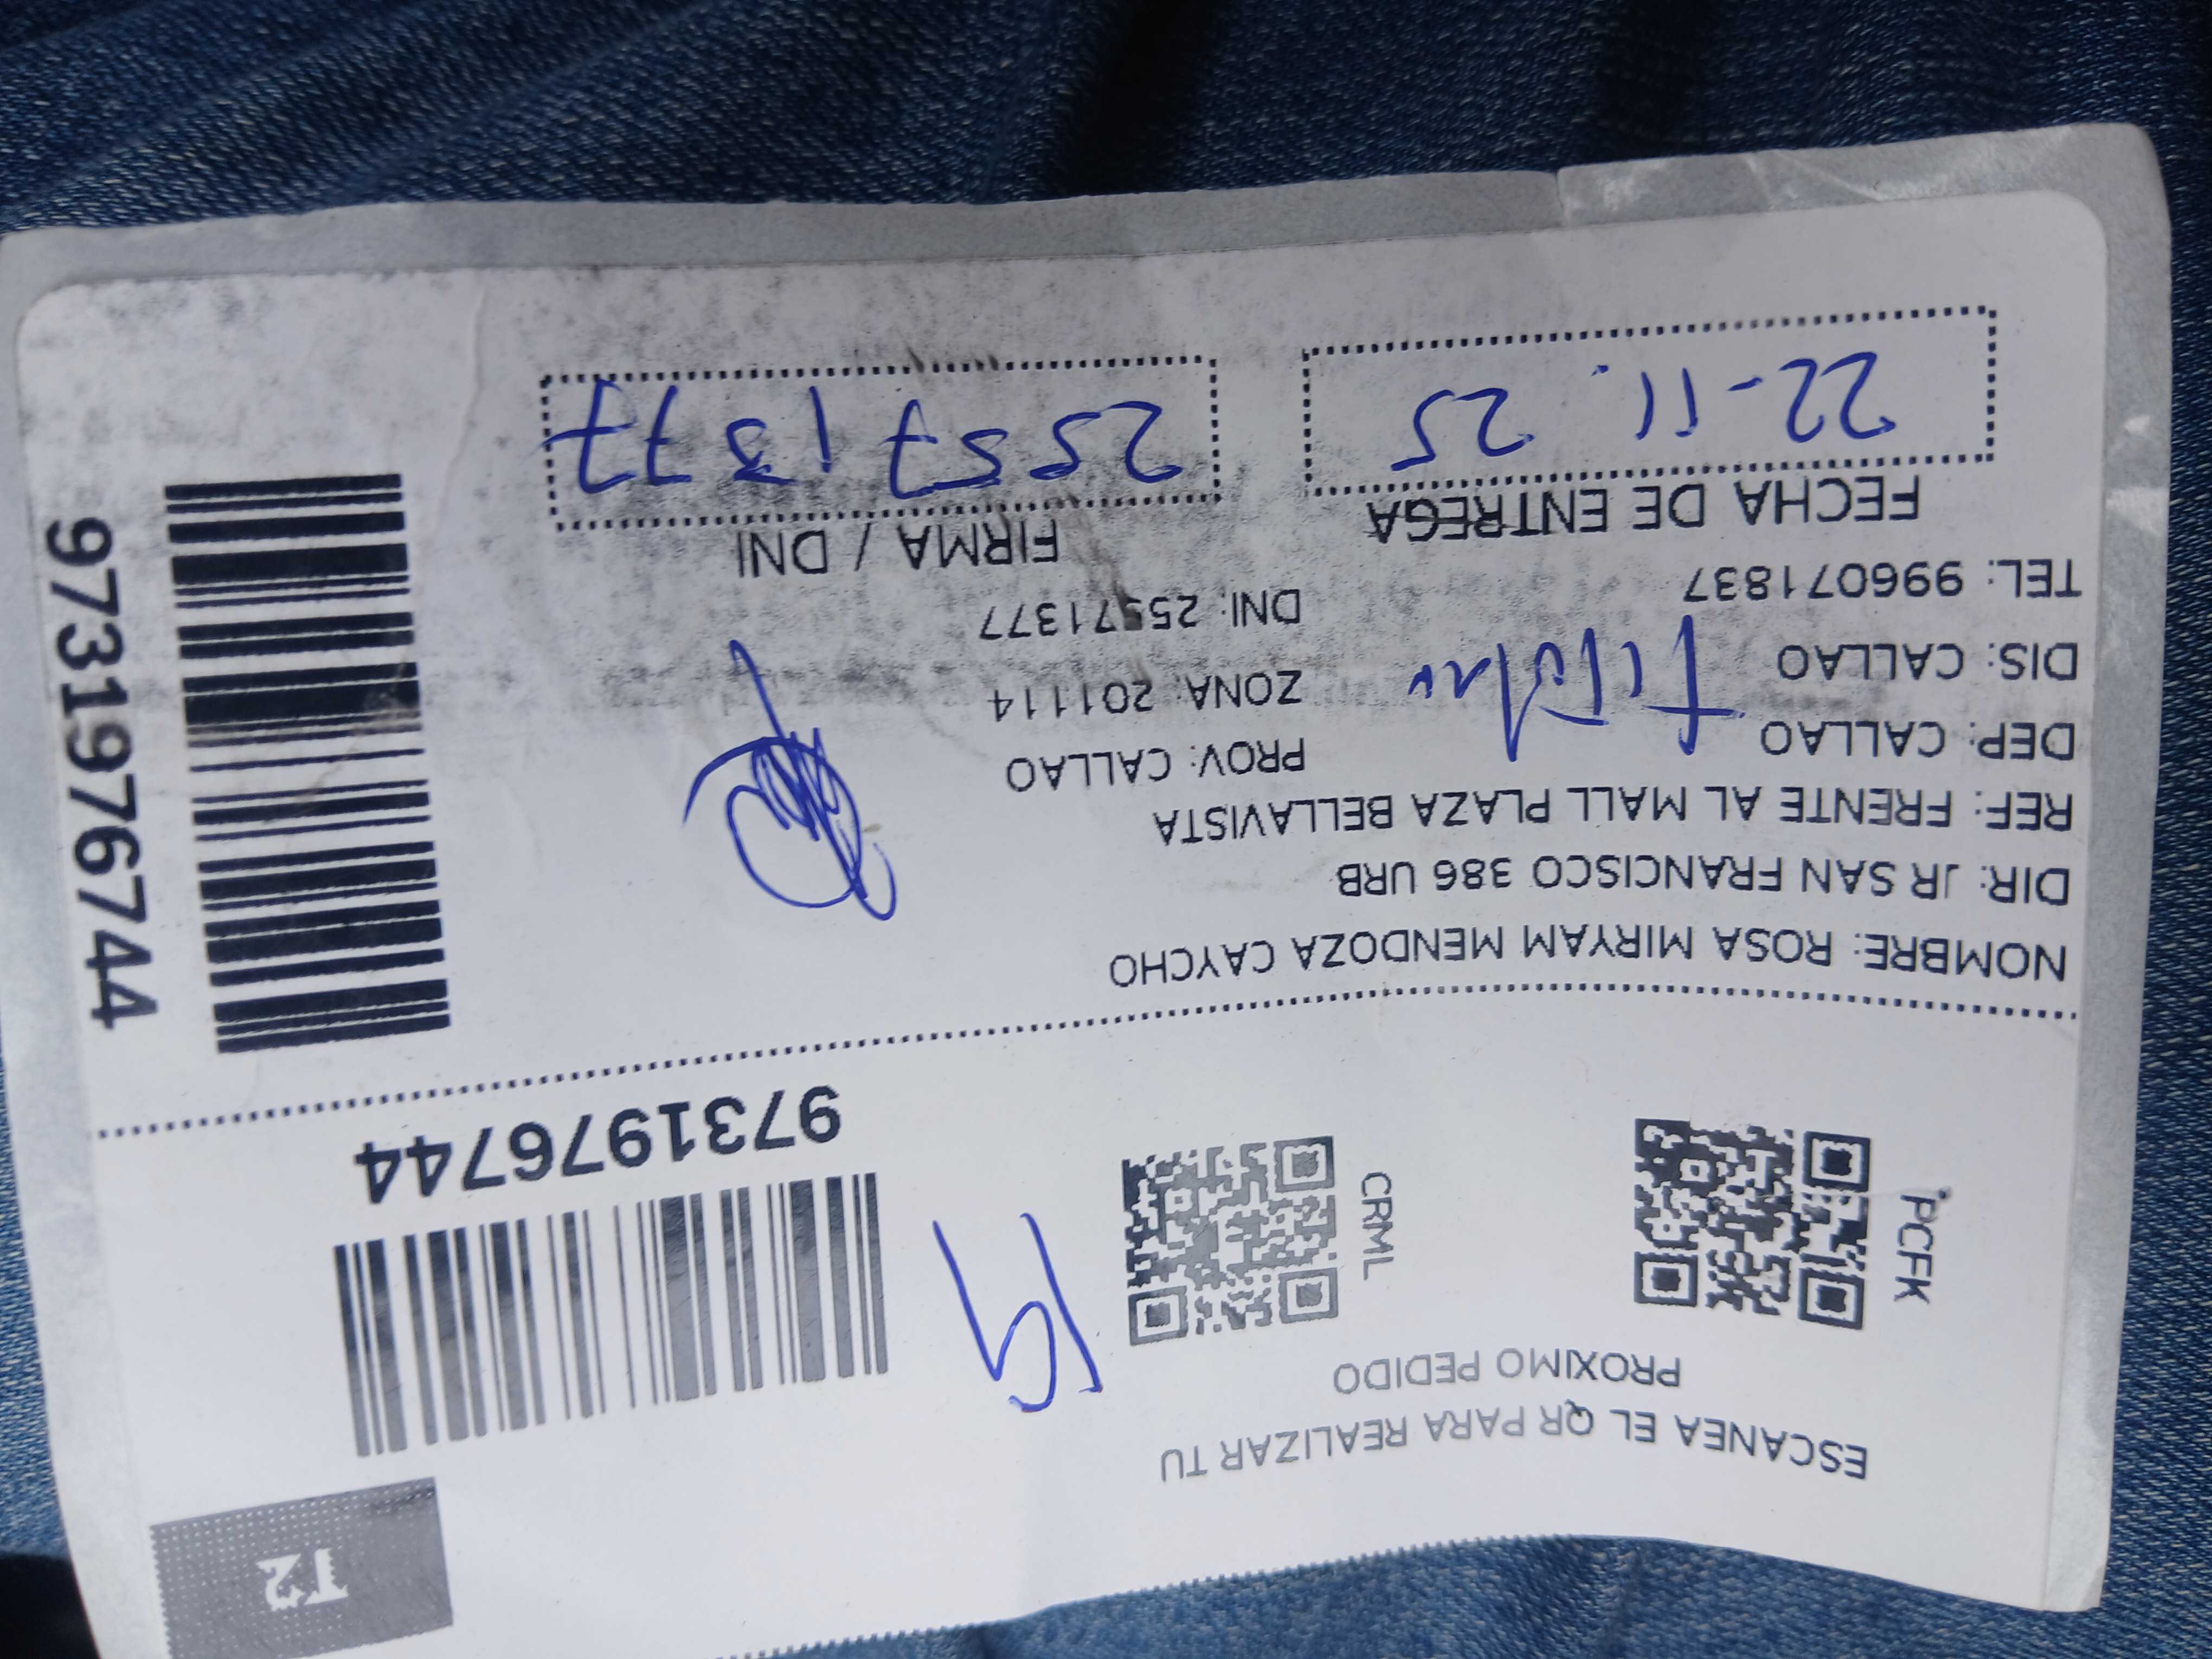 T2
ESCANEA EL QR PARA REALIZAR TU
PROXIMO PEDIDO
PCFK
CRML
19
9731976744
NOMBRE: ROSA MIRYAM MENDOZA CAYCHO
DIR: JR SAN FRANCISCO 386 URB
REF: FRENTE AL MALL PLAZA BELLAVISTA
DEP: CALLAO PROV: CALLAO
DIS: CALLAO ZONA: 201114
Titular
TEL: 996071837 DNI: 25571377
FECHA DE ENTREGA FIRMA / DNI
22-11. 25 25571377
9731976744